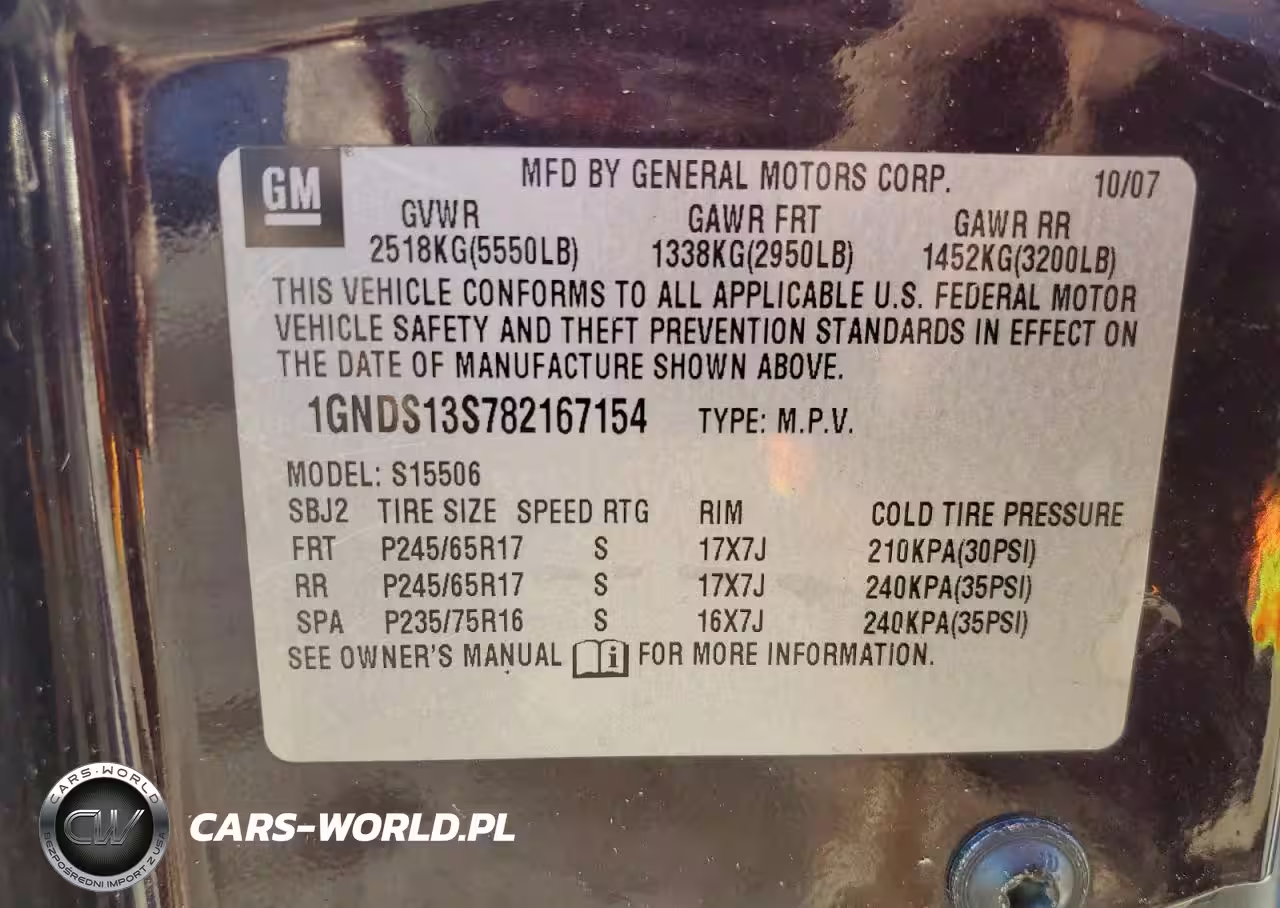 GM
MFD BY GENERAL MOTORS CORP. 10/07
GVWR GAWR FRT GAWR RR
2518KG(5550LB) 1338KG(2950LB) 1452KG(3200LB)
THIS VEHICLE CONFORMS TO ALL APPLICABLE U.S. FEDERAL MOTOR
VEHICLE SAFETY AND THEFT PREVENTION STANDARDS IN EFFECT ON
THE DATE OF MANUFACTURE SHOWN ABOVE.
1GNDS13S782167154 TYPE: M.P.V.
MODEL: S15506
SBJ2 TIRE SIZE SPEED RTG RIM COLD TIRE PRESSURE
FRT P245/65R17 S 17X7J 210KPA(30PSI)
RR P245/65R17 S 17X7J 240KPA(35PSI)
SPA P235/75R16 S 16X7J 240KPA(35PSI)
SEE OWNER'S MANUAL i FOR MORE INFORMATION.
CARS-WORLD
CW
BEZPOŚREDNI IMPORT Z USA
CARS-WORLD.PL